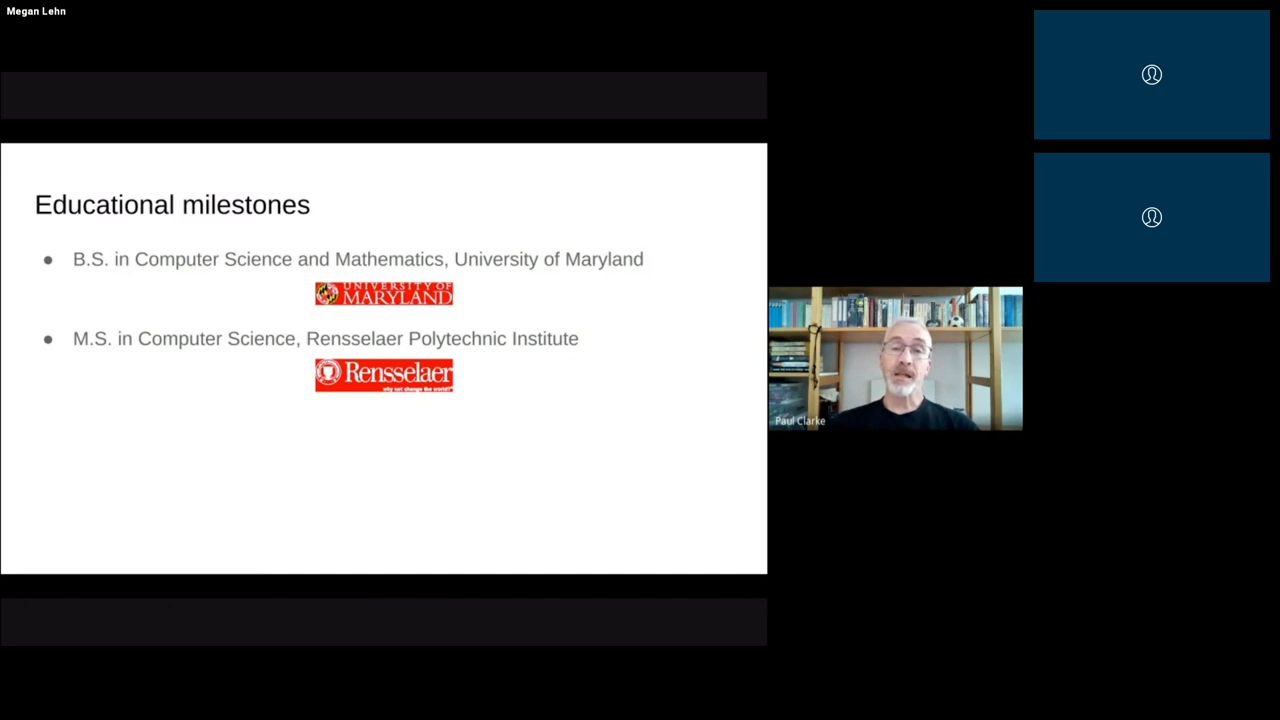 Megan Lehn
Educational milestones
● B.S. in Computer Science and Mathematics, University of Maryland
UNIVERSITY OF
MARYLAND
● M.S. in Computer Science, Rensselaer Polytechnic Institute
Rensselaer
why not change the world?
Paul Clarke